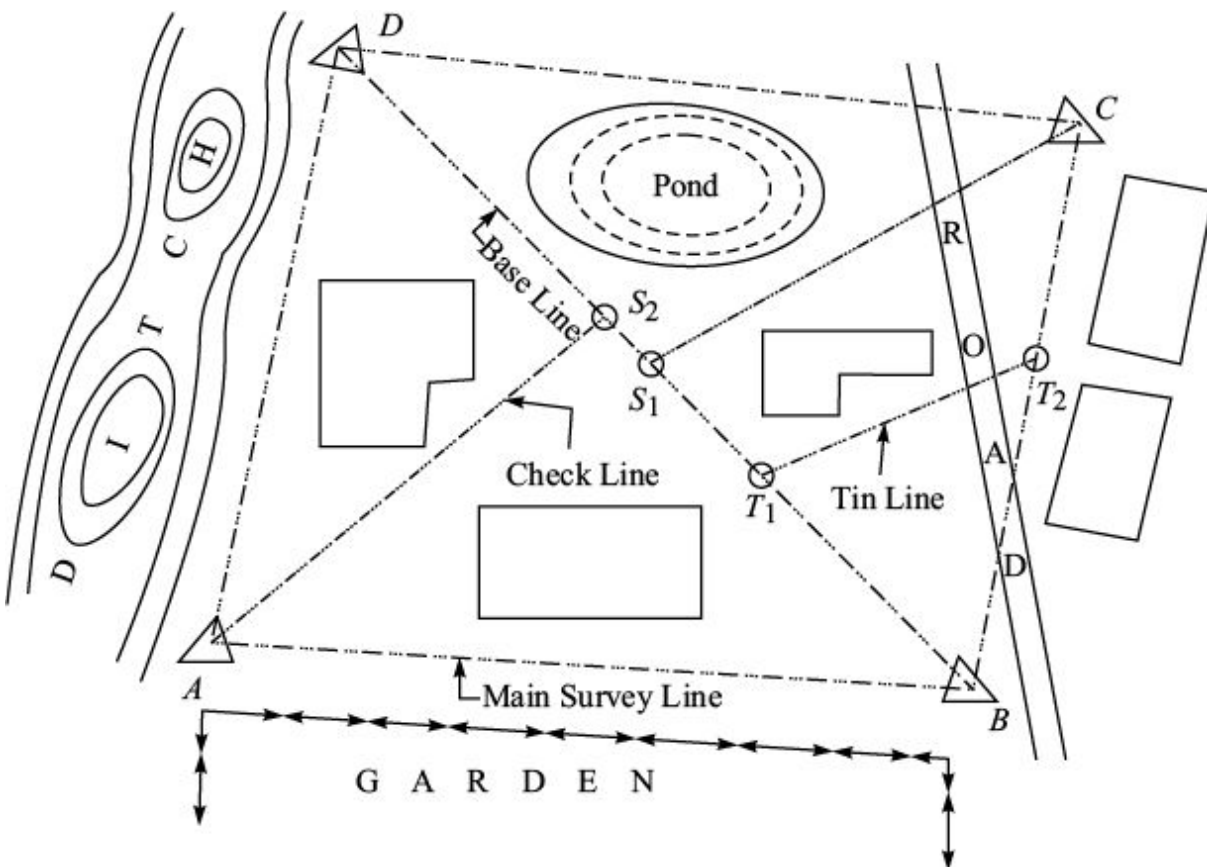 D
C
H
C
T
I
D
Pond
R
O
A
D
Base Line
S2
S1
T2
T1
Check Line
Tin Line
Main Survey Line
A
B
G A R D E N